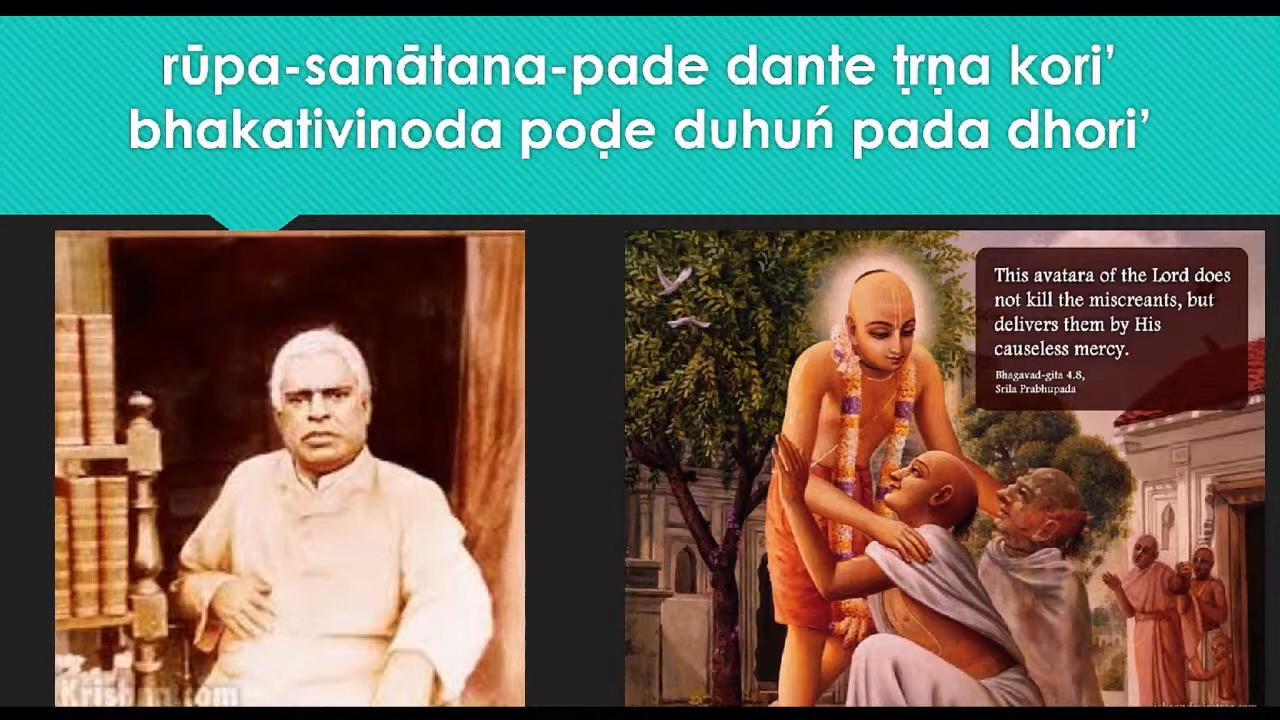 rūpa-sanātana-pade dante ṭrṇa kori’
bhakativinoda poḍe duhuń pada dhori’
This avatara of the Lord does
not kill the miscreants, but
delivers them by His
causeless mercy.
Bhagavad-gita 4.8,
Srila Prabhupada
Krishna.com